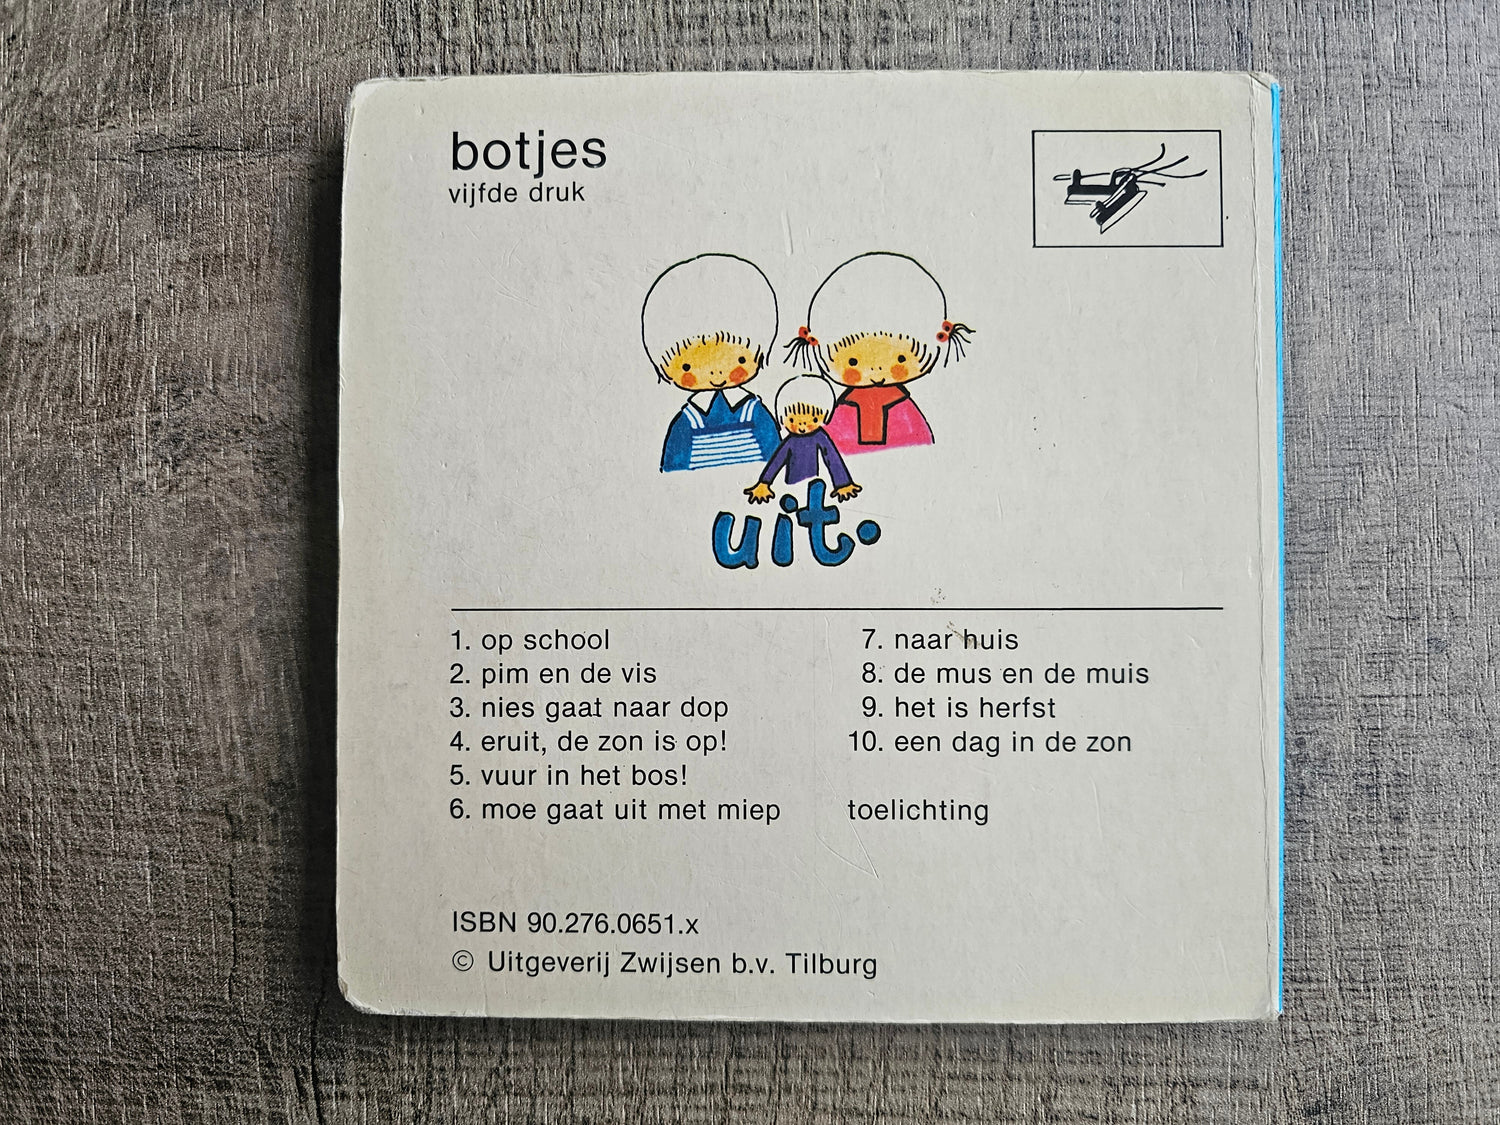 botjes
vijfde druk
uit.
1. op school
2. pim en de vis
3. nies gaat naar dop
4. eruit, de zon is op!
5. vuur in het bos!
6. moe gaat uit met miep
7. naar huis
8. de mus en de muis
9. het is herfst
10. een dag in de zon
toelichting
ISBN 90.276.0651.x
© Uitgeverij Zwijsen b.v. Tilburg